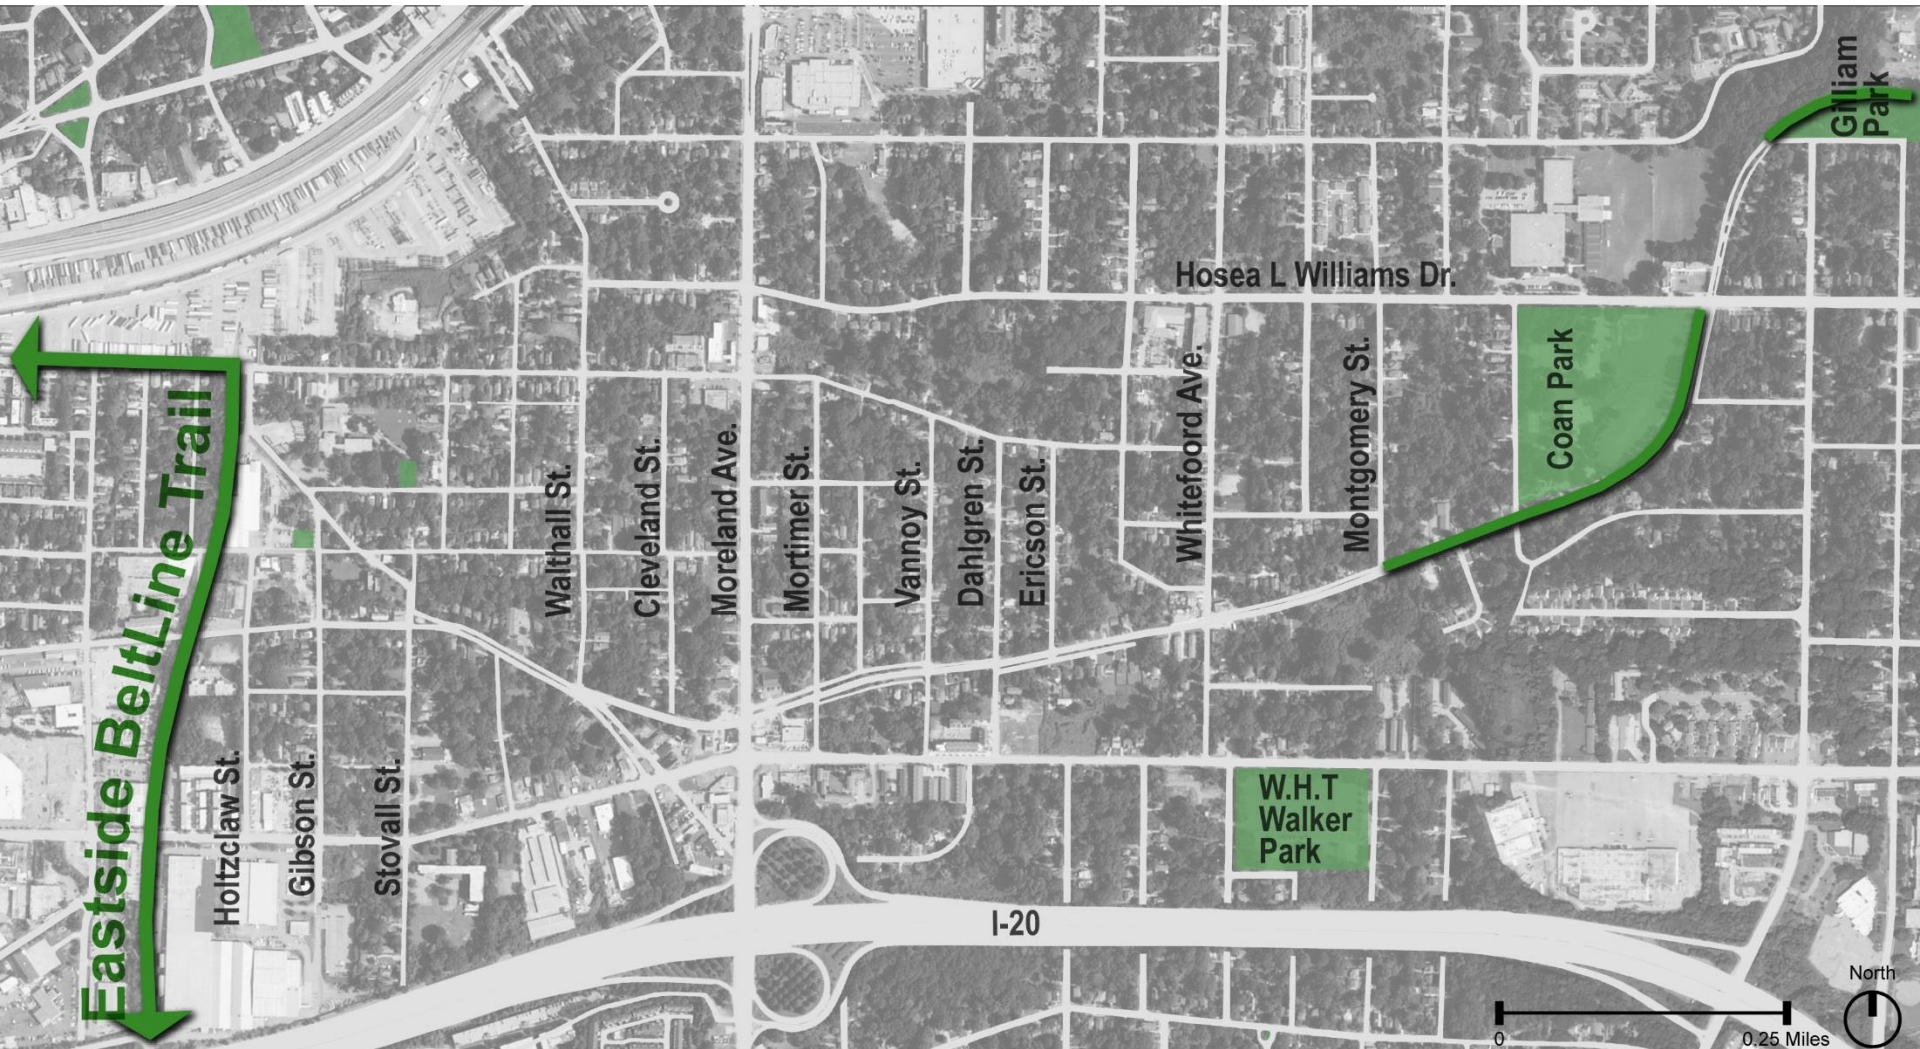 Gilliam
Park
Hosea L Williams Dr.
Eastside BeltLine Trail
Coan Park
Whitefoord Ave.
Montgomery St.
Walthall St.
Cleveland St.
Moreland Ave.
Mortimer St.
Vannoy St.
Dahlgren St.
Ericson St.
Holtzclaw St.
Gibson St.
Stovall St.
W.H.T
Walker
Park
I-20
North
0
0.25 Miles